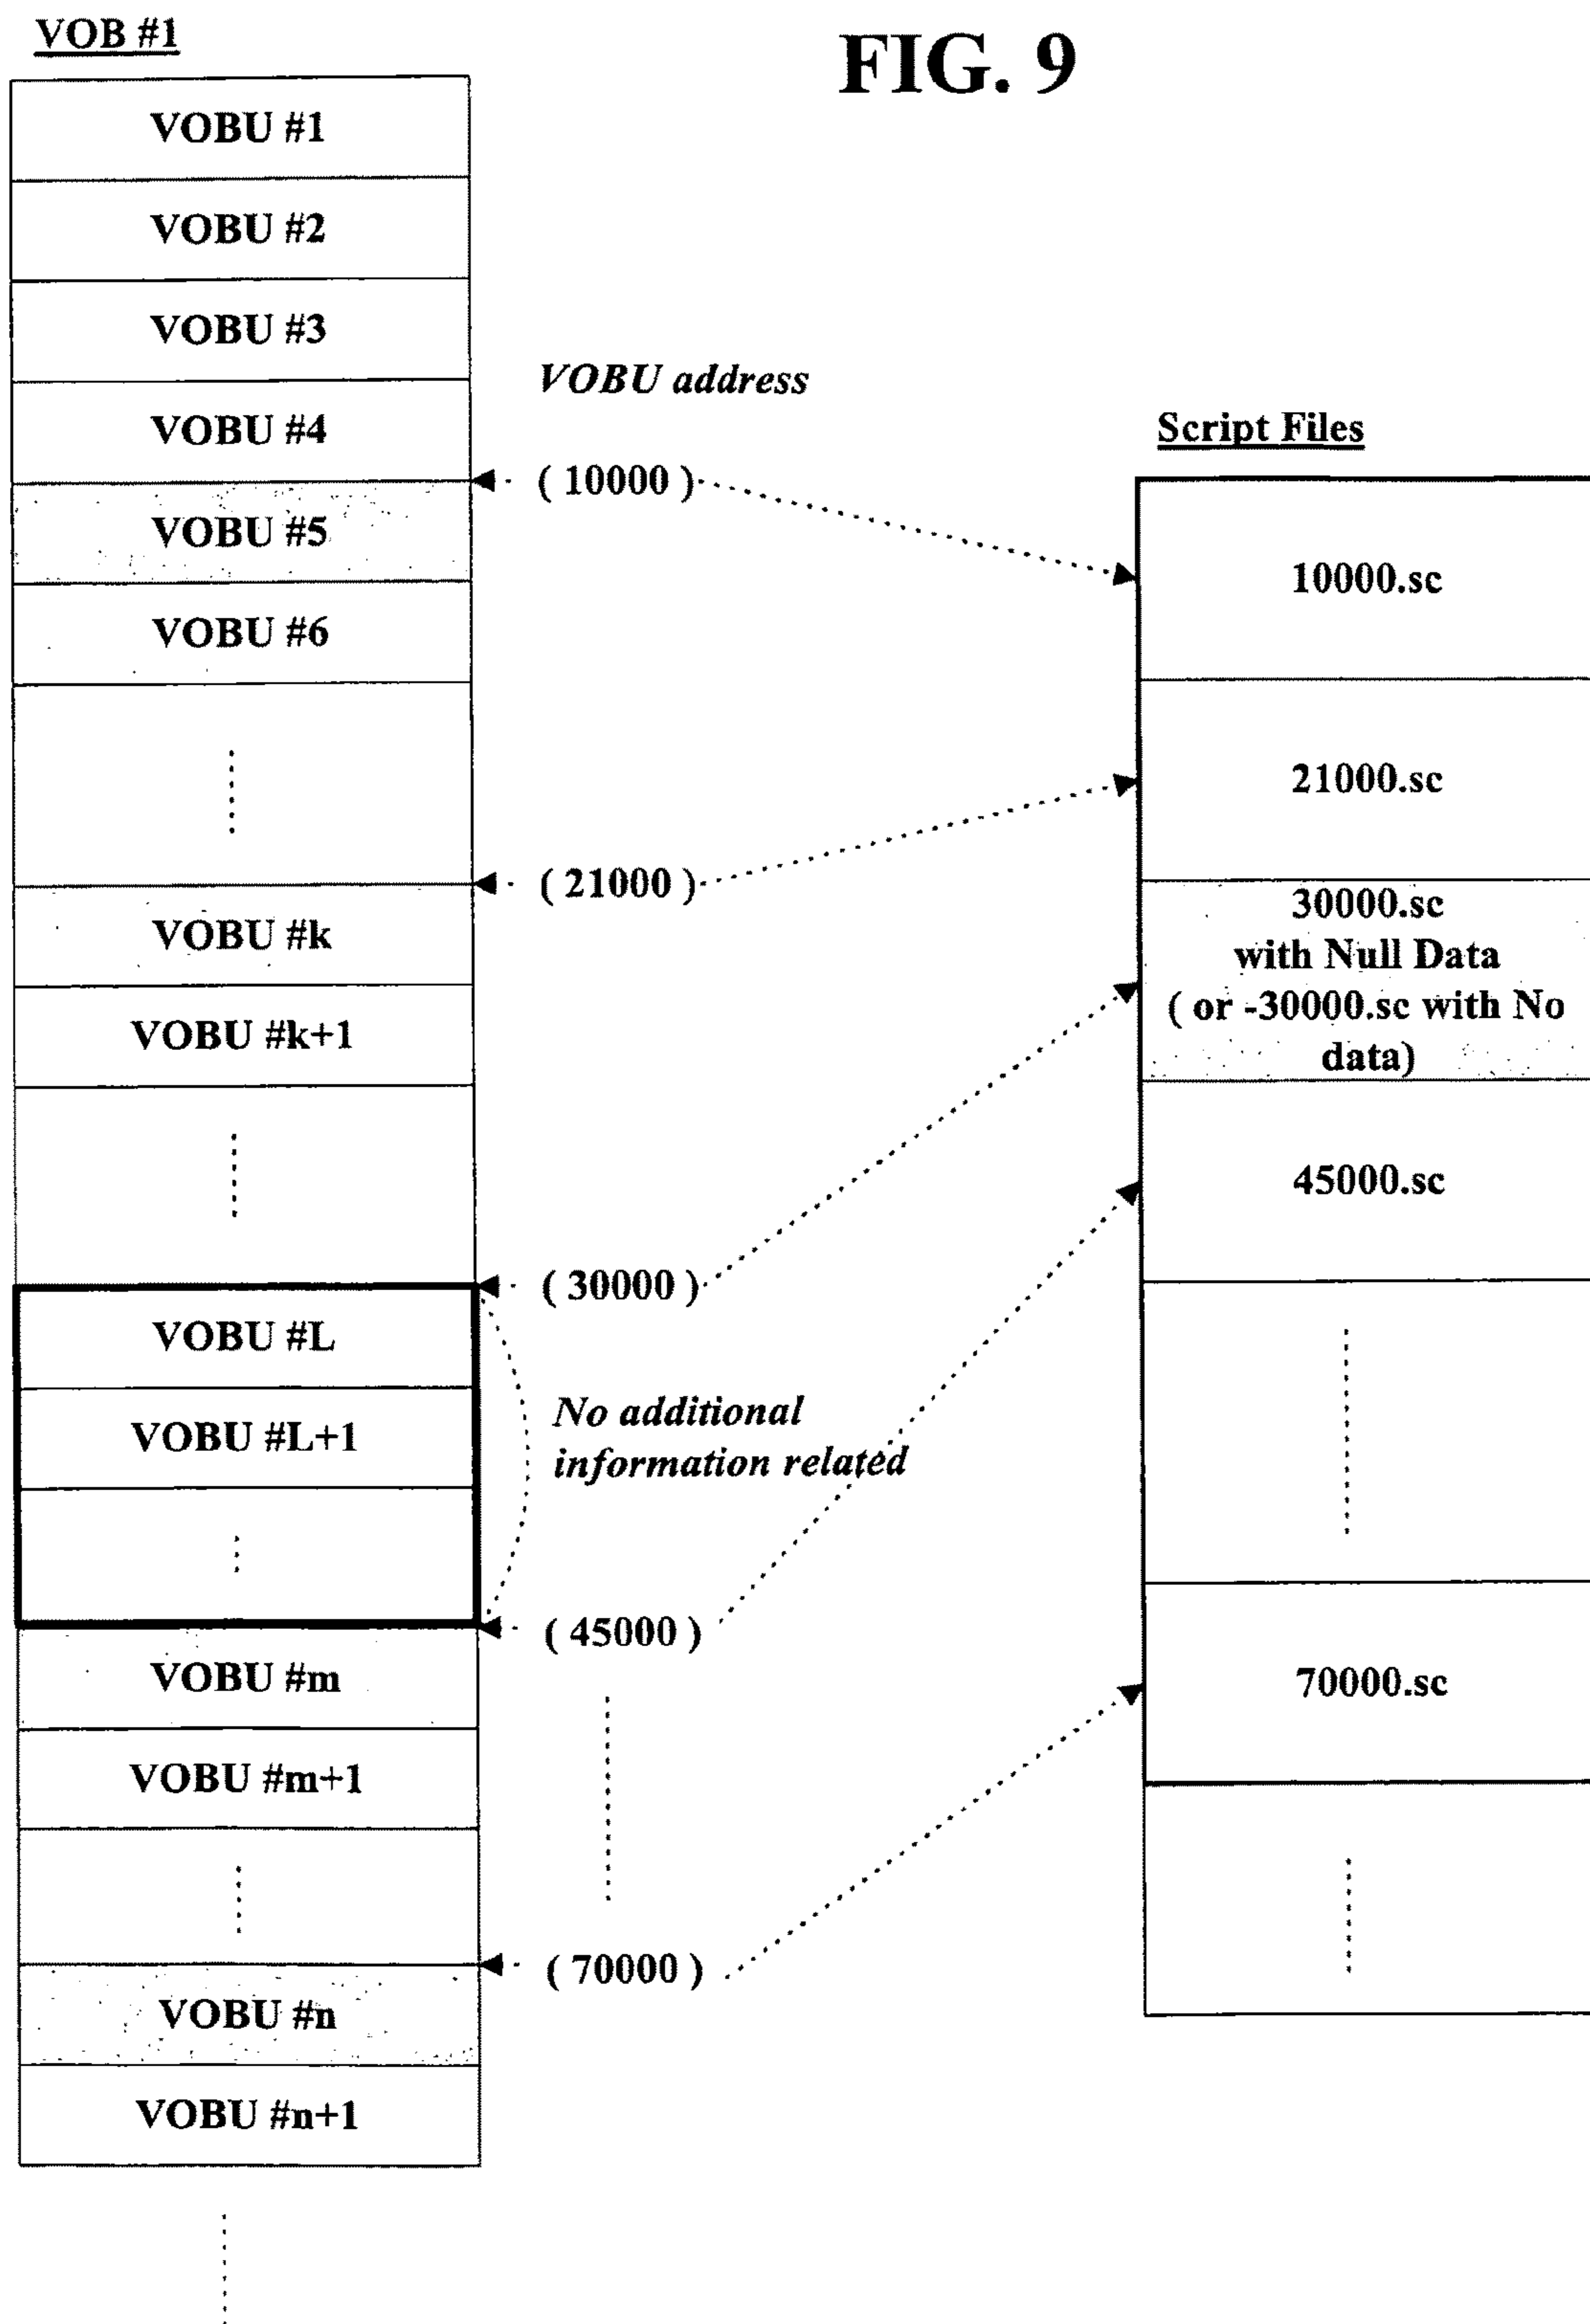 VOB #1
FIG. 9
VOBU #1
VOBU #2
VOBU #3
VOBU #4
VOBU #5
VOBU #6
VOBU #k
VOBU #k+1
VOBU #L
VOBU #L+1
VOBU #m
VOBU #m+1
VOBU #n
VOBU #n+1
VOBU address
( 10000 )
( 21000 )
( 30000 )
No additional
information related
( 45000 )
( 70000 )
Script Files
10000.sc
21000.sc
30000.sc
with Null Data
( or -30000.sc with No
data)
45000.sc
70000.sc